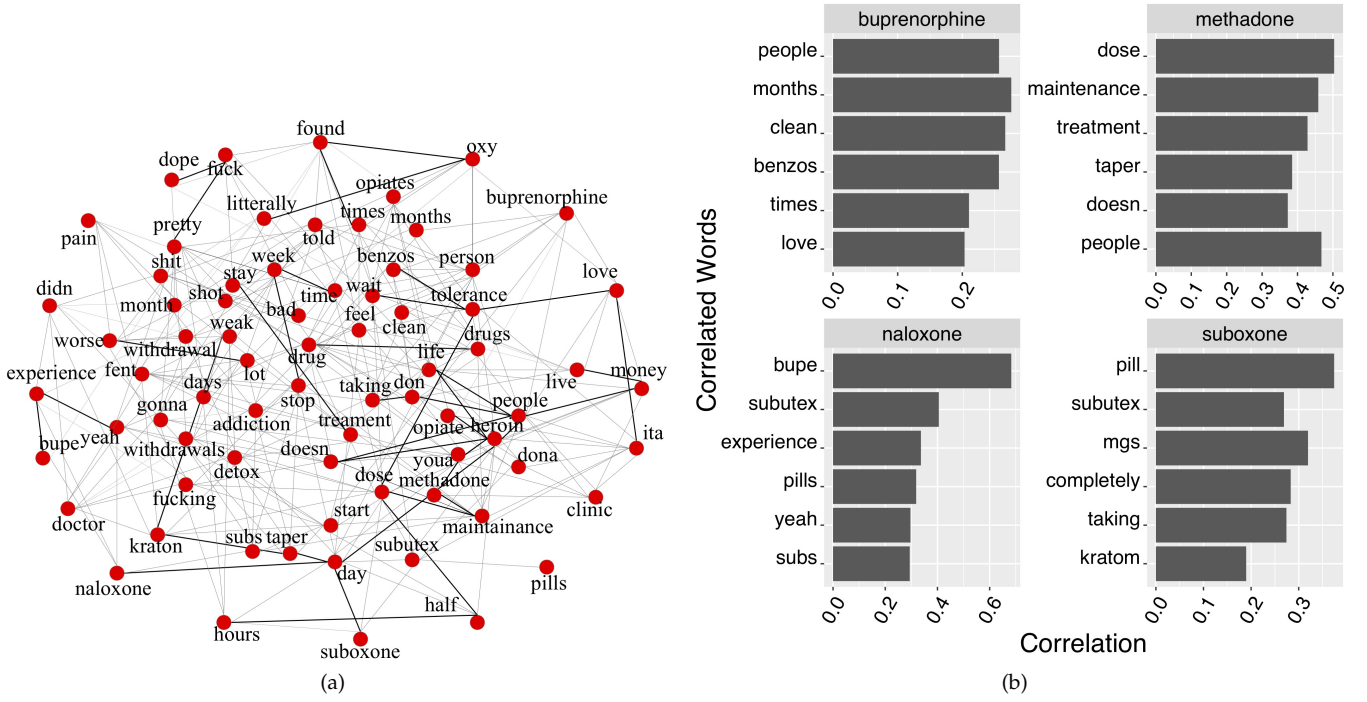 found
oxy
dope
fuck
opiates
buprenorphine
litterally
times
months
pain
pretty
told
shit
stay
week
benzos
person
love
didn
month
shot
time
wait
tolerance
bad
feel
clean
worse
withdrawal
weak
drug
life
drugs
experience
fent
lot
live
money
days
stop
taking
don
people
gonna
addiction
treament
opiate
heroin
ita
bupe
yeah
withdrawals
doesn
youa
dona
detox
dose
methadone
fucking
clinic
doctor
start
maintainance
kraton
subs
taper
subutex
day
naloxone
pills
half
hours
suboxone
(a)
Correlated Words
buprenorphine
people
months
clean
benzos
times
love
0.0 0.1 0.2
methadone
dose
maintenance
treatment
taper
doesn
people
0.0 0.1 0.2 0.3 0.4 0.5
naloxone
bupe
subutex
experience
pills
yeah
subs
0.0 0.2 0.4 0.6
suboxone
pill
subutex
mgs
completely
taking
kratom
0.0 0.1 0.2 0.3
Correlation
(b)